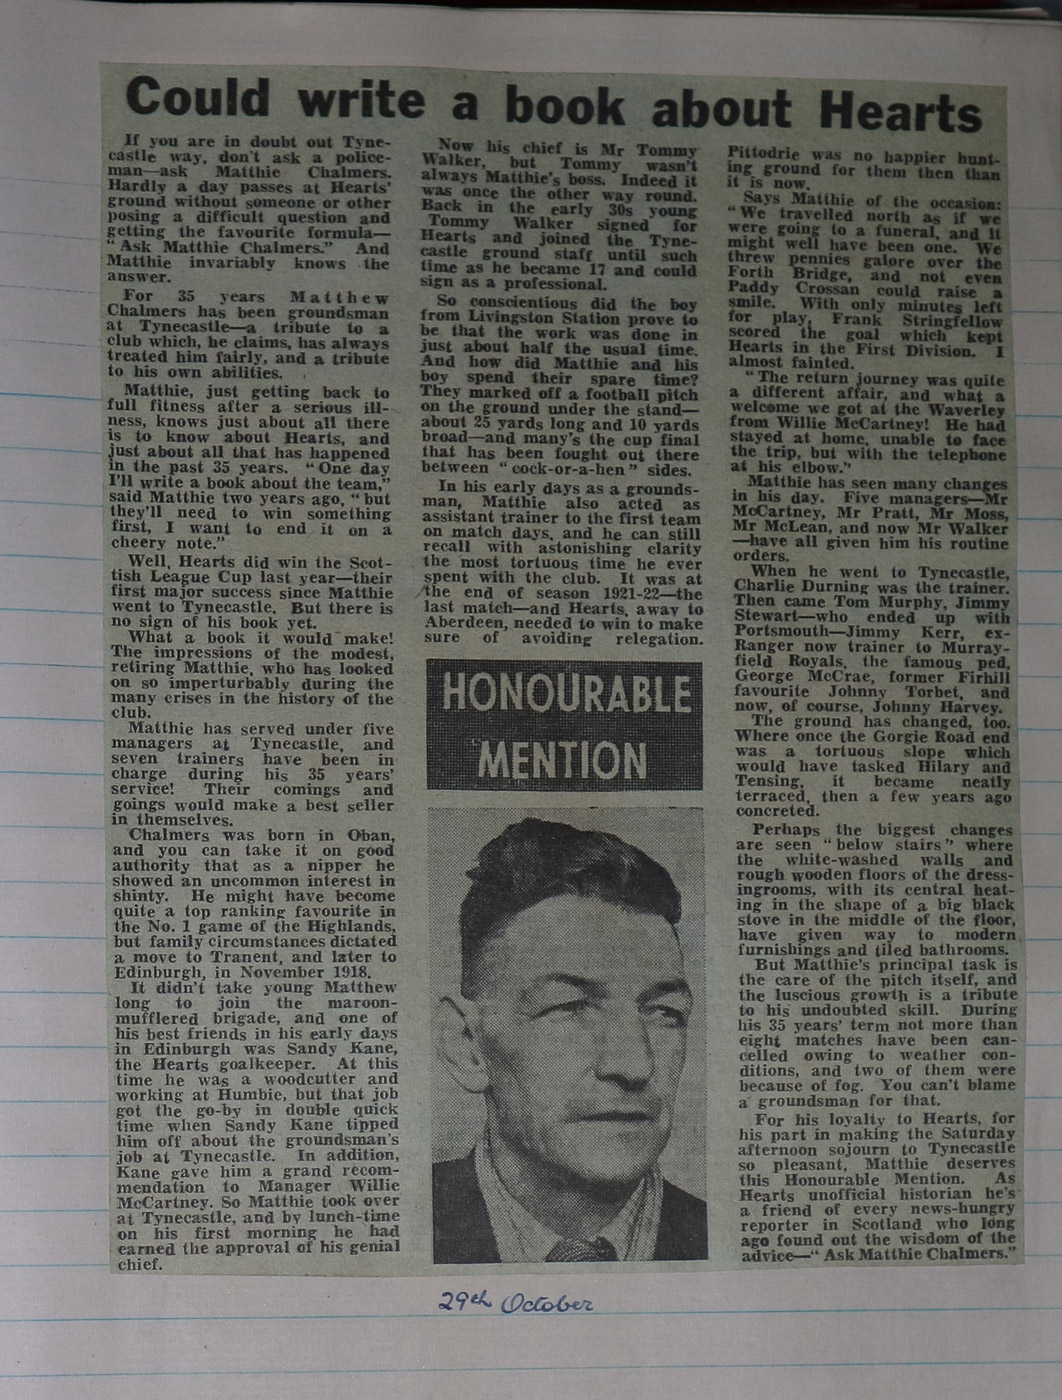 Could write a book about Hearts
If you are in doubt out Tyne-
castle way, don't ask a police-
man—ask Matthie Chalmers.
Hardly a day passes at Hearts'
ground without someone or other
posing a difficult question and
getting the favourite formula—
"Ask Matthie Chalmers." And
Matthie invariably knows the
answer.
For 35 years Matthew
Chalmers has been groundsman
at Tynecastle—a tribute to a
club which, he claims, has always
treated him fairly, and a tribute
to his own abilities.
Matthie, just getting back to
full fitness after a serious ill-
ness, knows just about all there
is to know about Hearts, and
just about all that has happened
in the past 35 years. "One day
I'll write a book about the team,"
said Matthie two years ago, "but
they'll need to win something
first, I want to end it on a
cheery note."
Well, Hearts did win the Scot-
tish League Cup last year—their
first major success since Matthie
went to Tynecastle. But there is
no sign of his book yet.
What a book it would make!
The impressions of the modest,
retiring Matthie, who has looked
on so imperturbably during the
many crises in the history of the
club.
Matthie has served under five
managers at Tynecastle, and
seven trainers have been in
charge during his 35 years'
service! Their comings and
goings would make a best seller
in themselves.
Chalmers was born in Oban,
and you can take it on good
authority that as a nipper he
showed an uncommon interest in
shinty. He might have become
quite a top ranking favourite in
the No. 1 game of the Highlands,
but family circumstances dictated
a move to Tranent, and later to
Edinburgh, in November 1918.
It didn't take young Matthew
long to join the maroon-
mufflered brigade, and one of
his best friends in his early days
in Edinburgh was Sandy Kane,
the Hearts goalkeeper. At this
time he was a woodcutter and
working at Humbie, but that job
got the go-by in double quick
time when Sandy Kane tipped
him off about the groundsman's
job at Tynecastle. In addition,
Kane gave him a grand recom-
mendation to Manager Willie
McCartney. So Matthie took over
at Tynecastle, and by lunch-time
on his first morning he had
earned the approval of his genial
chief.
Now his chief is Mr Tommy
Walker, but Tommy wasn't
always Matthie's boss. Indeed it
was once the other way round.
Back in the early 30s young
Tommy Walker signed for
Hearts and joined the Tyne-
castle ground staff until such
time as he became 17 and could
sign as a professional.
So conscientious did the boy
from Livingston Station prove to
be that the work was done in
just about half the usual time.
And how did Matthie and his
boy spend their spare time?
They marked off a football pitch
on the ground under the stand—
about 25 yards long and 10 yards
broad—and many's the cup final
that has been fought out there
between "cock-or-a-hen" sides.
In his early days as a grounds-
man, Matthie also acted as
assistant trainer to the first team
on match days, and he can still
recall with astonishing clarity
the most tortuous time he ever
spent with the club. It was at
the end of season 1921-22—the
last match—and Hearts, away to
Aberdeen, needed to win to make
sure of avoiding relegation.
HONOURABLE
MENTION
Pittodrie was no happier hunt-
ing ground for them then than
it is now.
Says Matthie of the occasion:
"We travelled north as if we
were going to a funeral, and it
might well have been one. We
threw pennies galore over the
Forth Bridge, and not even
Paddy Crossan could raise a
smile. With only minutes left
for play, Frank Stringfellow
scored the goal which kept
Hearts in the First Division. I
almost fainted.
"The return journey was quite
a different affair, and what a
welcome we got at the Waverley
from Willie McCartney! He had
stayed at home, unable to face
the trip, but with the telephone
at his elbow."
Matthie has seen many changes
in his day. Five managers—Mr
McCartney, Mr Pratt, Mr Moss,
Mr McLean, and now Mr Walker
—have all given him his routine
orders.
When he went to Tynecastle,
Charlie Durning was the trainer.
Then came Tom Murphy, Jimmy
Stewart—who ended up with
Portsmouth—Jimmy Kerr, ex-
Ranger now trainer to Murray-
field Royals, the famous ped,
George McCrae, former Firhill
favourite Johnny Torbet, and
now, of course, Johnny Harvey.
The ground has changed, too.
Where once the Gorgie Road end
was a tortuous slope which
would have tasked Hilary and
Tensing, it became neatly
terraced, then a few years ago
concreted.
Perhaps the biggest changes
are seen "below stairs" where
the white-washed walls and
rough wooden floors of the dress-
ingrooms, with its central heat-
ing in the shape of a big black
stove in the middle of the floor,
have given way to modern
furnishings and tiled bathrooms.
But Matthie's principal task is
the care of the pitch itself, and
the luscious growth is a tribute
to his undoubted skill. During
his 35 years' term not more than
eight matches have been can-
celled owing to weather con-
ditions, and two of them were
because of fog. You can't blame
a groundsman for that.
For his loyalty to Hearts, for
his part in making the Saturday
afternoon sojourn to Tynecastle
so pleasant, Matthie deserves
this Honourable Mention. As
Hearts unofficial historian he's
a friend of every news-hungry
reporter in Scotland who long
ago found out the wisdom of the
advice—"Ask Matthie Chalmers."
29th October